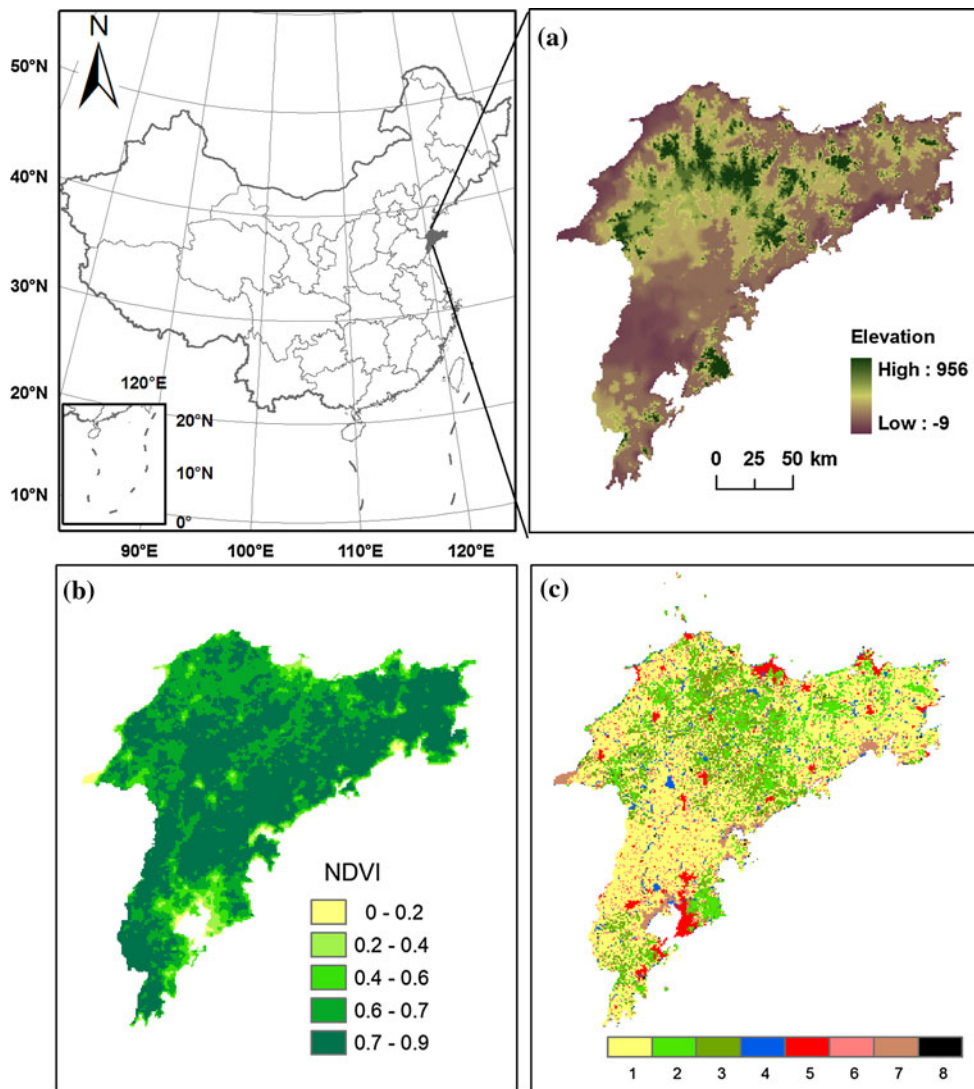 N
50°N
40°N
30°N
20°N
10°N
120°E
20°N
10°N
0°
90°E
100°E
110°E
120°E
(a)
Elevation
High : 956
Low : -9
0 25 50 km
(b)
NDVI
0 - 0.2
0.2 - 0.4
0.4 - 0.6
0.6 - 0.7
0.7 - 0.9
(c)
1 2 3 4 5 6 7 8